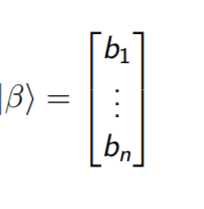 |β⟩ = [b₁
⋮
bₙ]